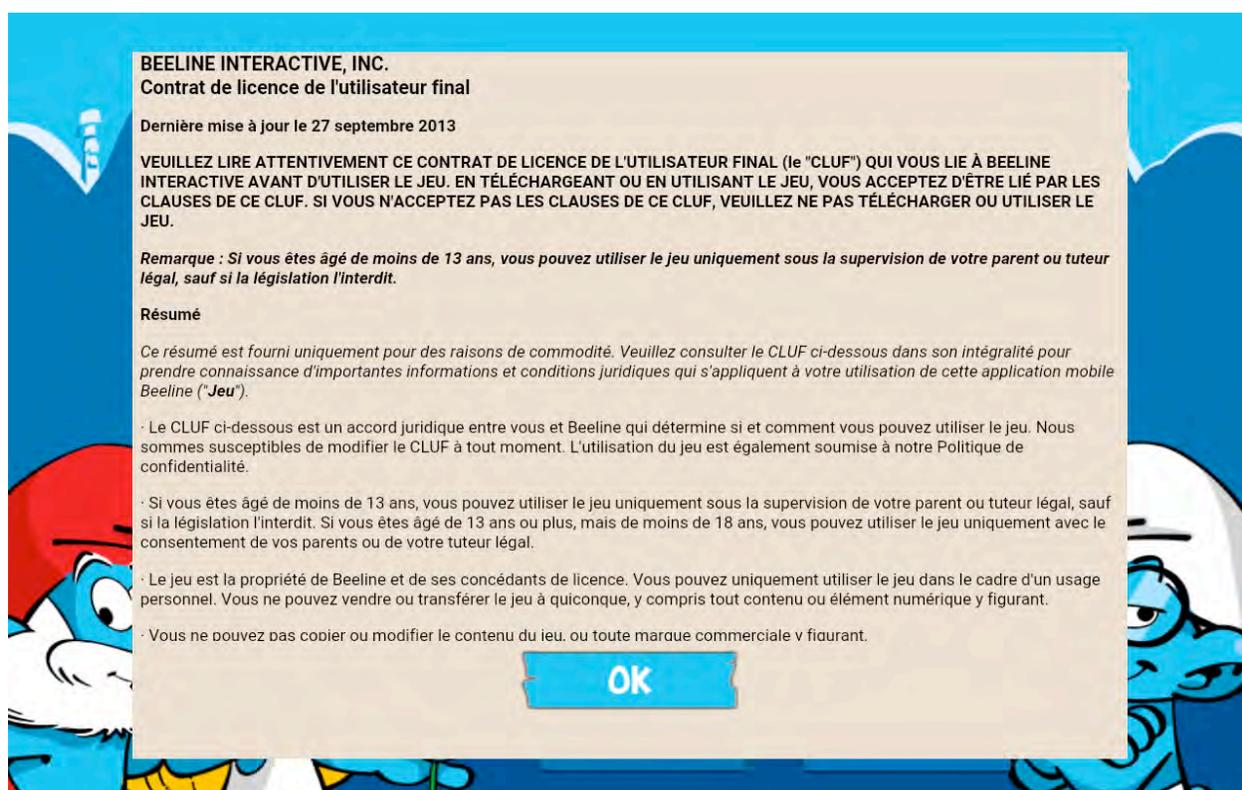 BEELINE INTERACTIVE, INC.
Contrat de licence de l'utilisateur final
Dernière mise à jour le 27 septembre 2013
VEUILLEZ LIRE ATTENTIVEMENT CE CONTRAT DE LICENCE DE L'UTILISATEUR FINAL (le "CLUF") QUI VOUS LIE À BEELINE
INTERACTIVE AVANT D'UTILISER LE JEU. EN TÉLÉCHARGEANT OU EN UTILISANT LE JEU, VOUS ACCEPTEZ D'ÊTRE LIÉ PAR LES
CLAUSES DE CE CLUF. SI VOUS N'ACCEPTEZ PAS LES CLAUSES DE CE CLUF, VEUILLEZ NE PAS TÉLÉCHARGER OU UTILISER LE
JEU.
Remarque : Si vous êtes âgé de moins de 13 ans, vous pouvez utiliser le jeu uniquement sous la supervision de votre parent ou tuteur
légal, sauf si la législation l'interdit.
Résumé
Ce résumé est fourni uniquement pour des raisons de commodité. Veuillez consulter le CLUF ci-dessous dans son intégralité pour
prendre connaissance d'importantes informations et conditions juridiques qui s'appliquent à votre utilisation de cette application mobile
Beeline ("Jeu").
· Le CLUF ci-dessous est un accord juridique entre vous et Beeline qui détermine si et comment vous pouvez utiliser le jeu. Nous
sommes susceptibles de modifier le CLUF à tout moment. L'utilisation du jeu est également soumise à notre Politique de
confidentialité.
· Si vous êtes âgé de moins de 13 ans, vous pouvez utiliser le jeu uniquement sous la supervision de votre parent ou tuteur légal, sauf
si la législation l'interdit. Si vous êtes âgé de 13 ans ou plus, mais de moins de 18 ans, vous pouvez utiliser le jeu uniquement avec le
consentement de vos parents ou de votre tuteur légal.
· Le jeu est la propriété de Beeline et de ses concédants de licence. Vous pouvez uniquement utiliser le jeu dans le cadre d'un usage
personnel. Vous ne pouvez vendre ou transférer le jeu à quiconque, y compris tout contenu ou élément numérique y figurant.
· Vous ne pouvez pas copier ou modifier le contenu du jeu, ou toute marque commerciale y figurant.
OK